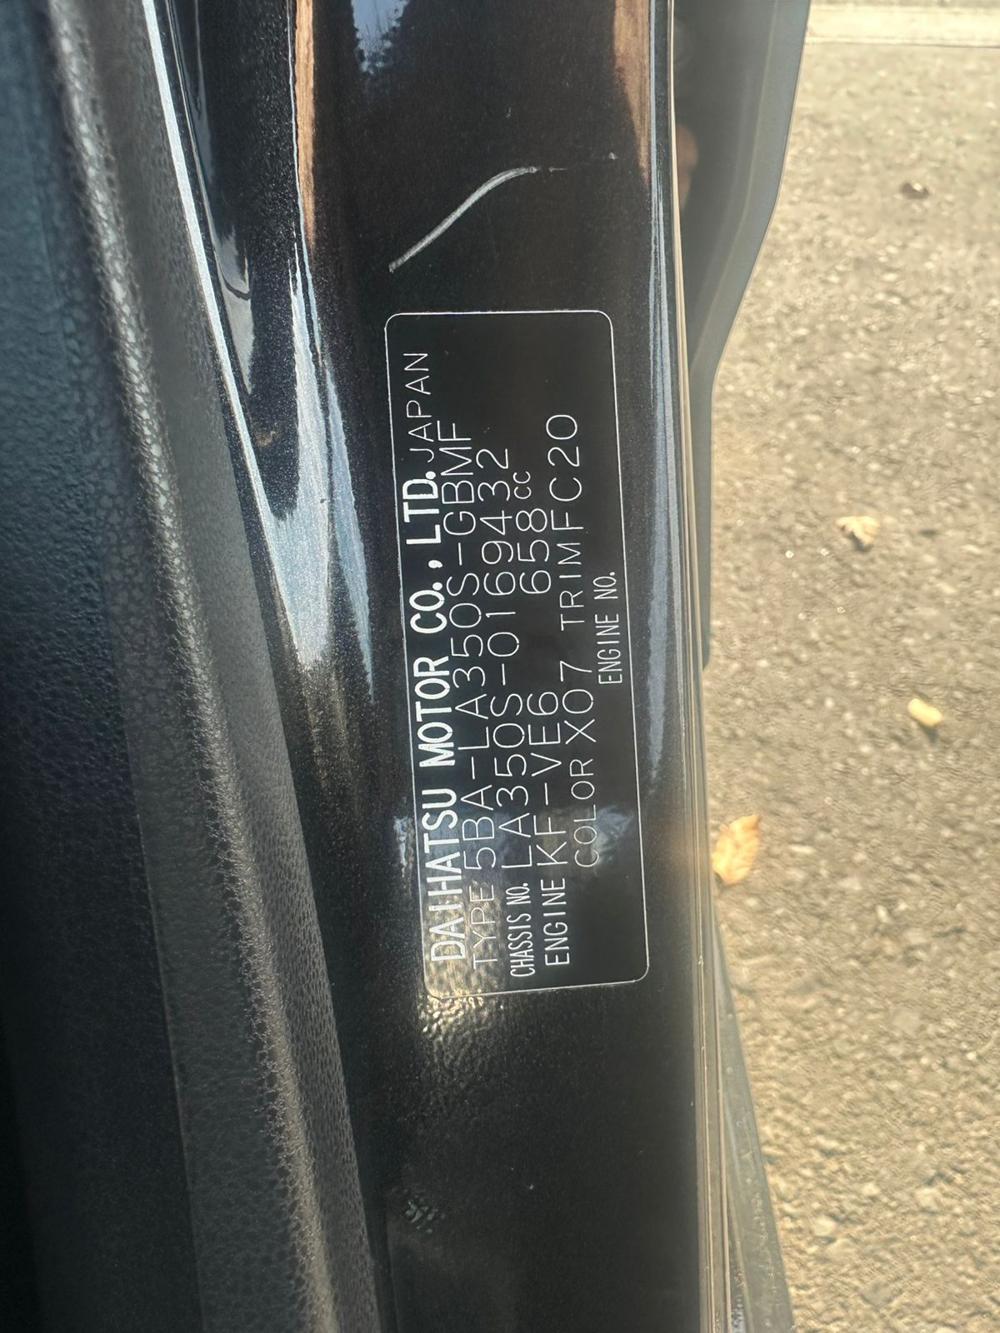 DAIHATSU MOTOR CO., LTD. JAPAN
TYPE 5BA-LA350S-GBMF
CHASSIS NO. LA350S-0169432
ENGINE KF-VE6 658cc
COLOR X07 TRIM FC20
ENGINE NO.